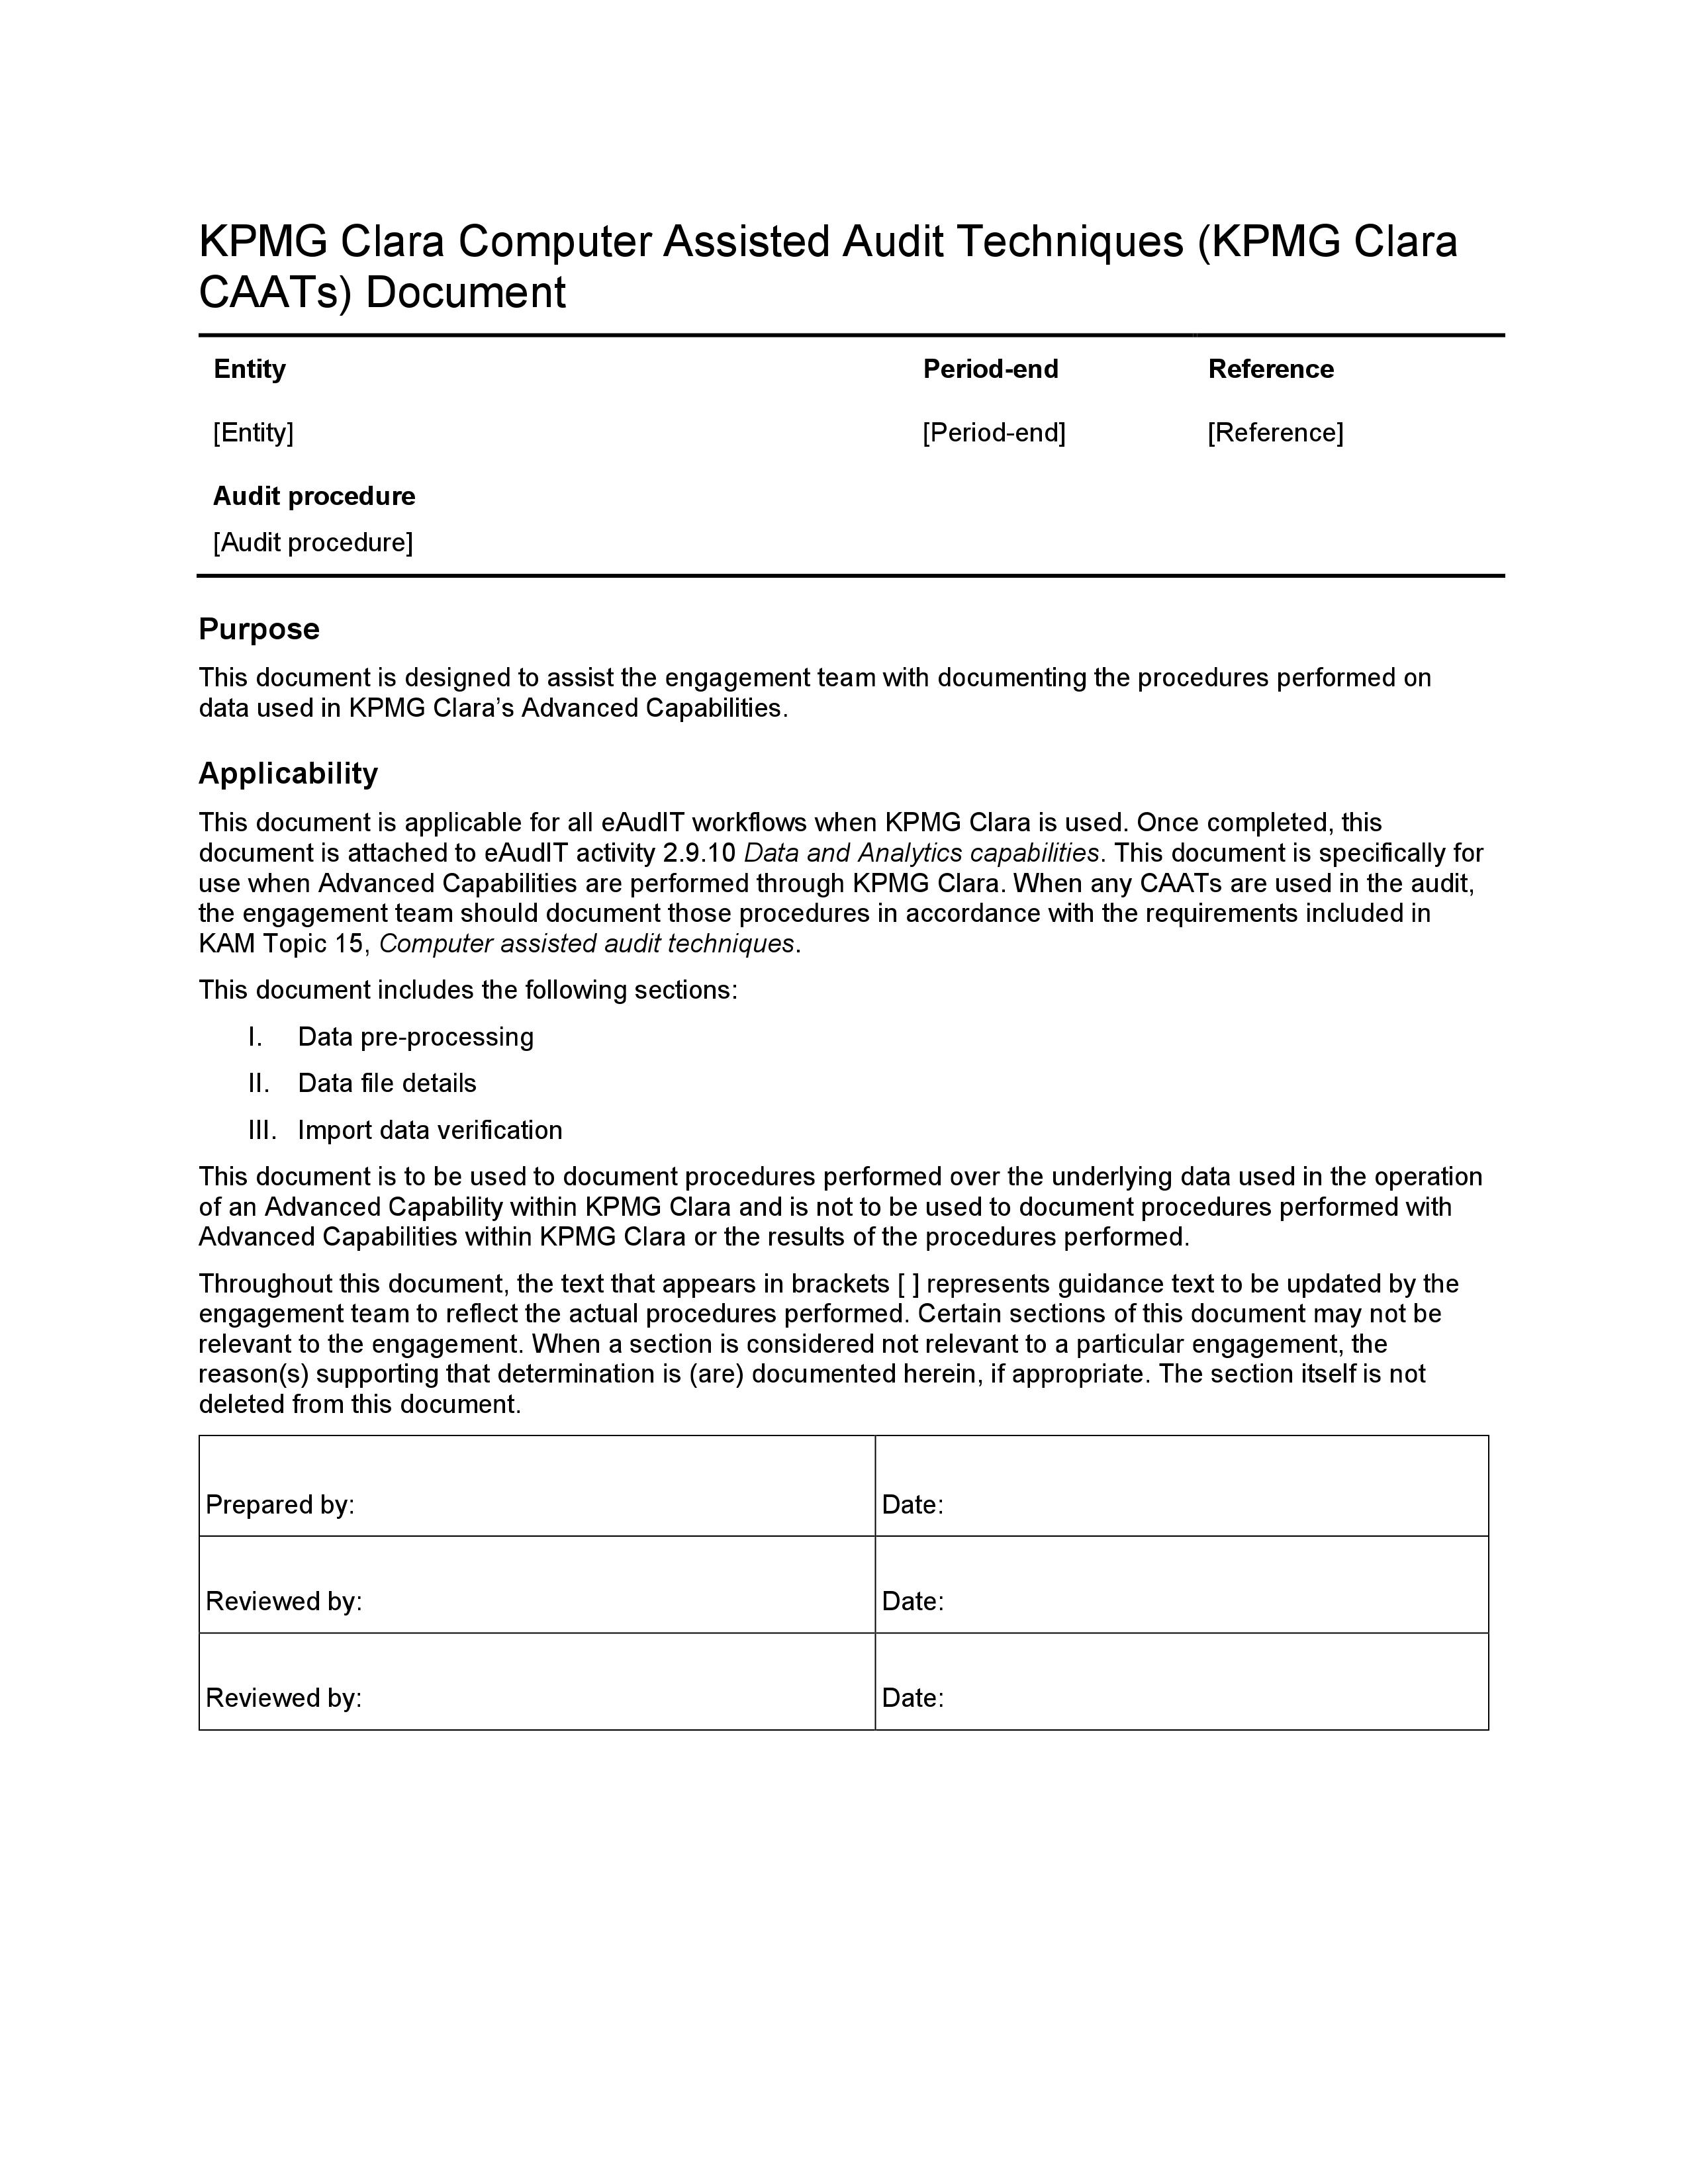 KPMG Clara Computer Assisted Audit Techniques (KPMG Clara
CAATs) Document
Entity Period-end Reference
[Entity] [Period-end] [Reference]
Audit procedure
[Audit procedure]
Purpose
This document is designed to assist the engagement team with documenting the procedures performed on
data used in KPMG Clara’s Advanced Capabilities.
Applicability
This document is applicable for all eAudIT workflows when KPMG Clara is used. Once completed, this
document is attached to eAudIT activity 2.9.10 Data and Analytics capabilities. This document is specifically for
use when Advanced Capabilities are performed through KPMG Clara. When any CAATs are used in the audit,
the engagement team should document those procedures in accordance with the requirements included in
KAM Topic 15, Computer assisted audit techniques.
This document includes the following sections:
I. Data pre-processing
II. Data file details
III. Import data verification
This document is to be used to document procedures performed over the underlying data used in the operation
of an Advanced Capability within KPMG Clara and is not to be used to document procedures performed with
Advanced Capabilities within KPMG Clara or the results of the procedures performed.
Throughout this document, the text that appears in brackets [ ] represents guidance text to be updated by the
engagement team to reflect the actual procedures performed. Certain sections of this document may not be
relevant to the engagement. When a section is considered not relevant to a particular engagement, the
reason(s) supporting that determination is (are) documented herein, if appropriate. The section itself is not
deleted from this document.
Prepared by: Date:
Reviewed by: Date:
Reviewed by: Date: